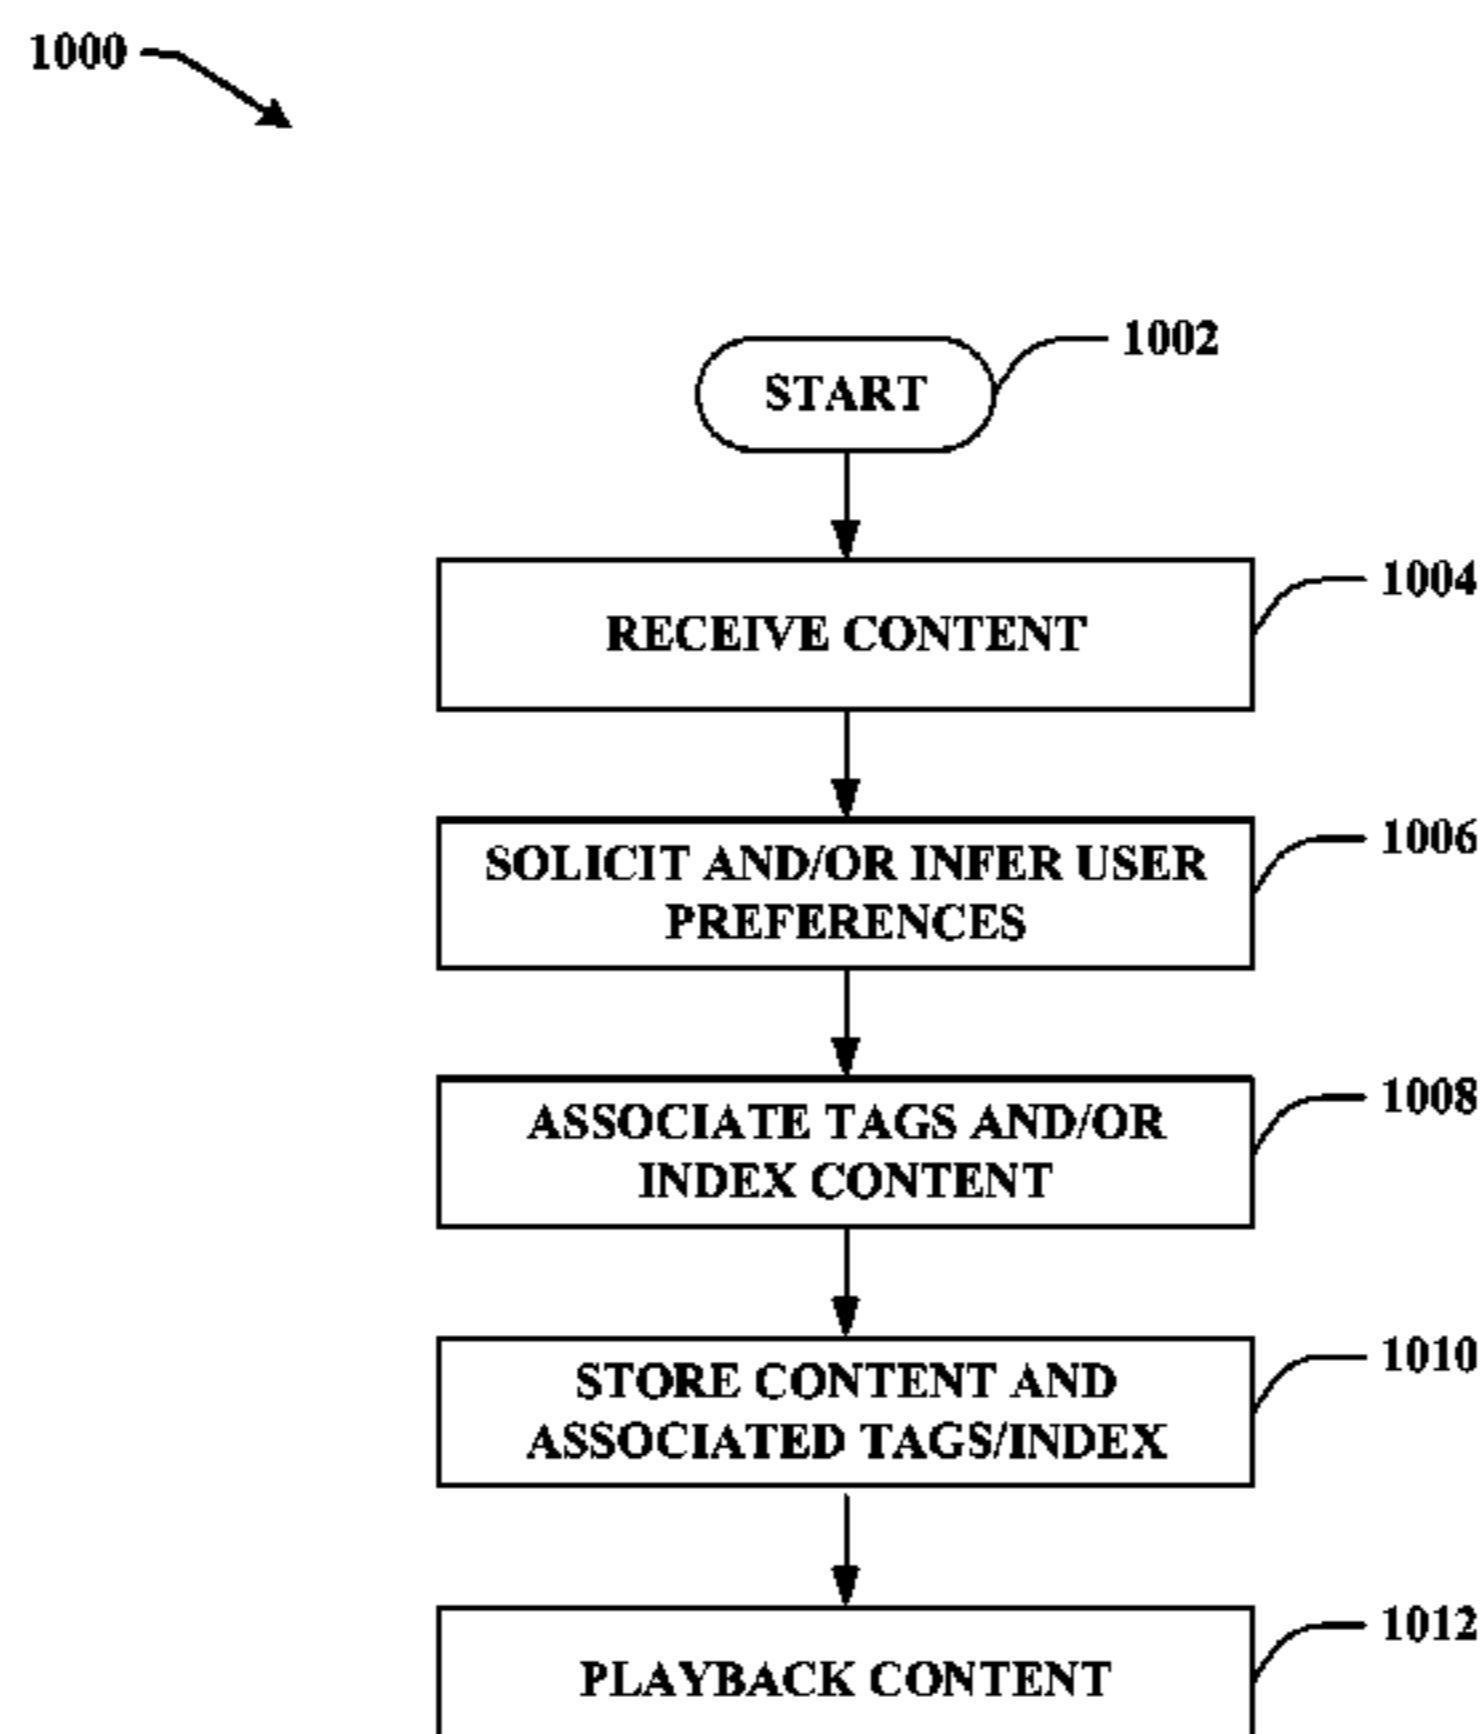 1000
1002
START
1004
RECEIVE CONTENT
1006
SOLICIT AND/OR INFER USER
PREFERENCES
1008
ASSOCIATE TAGS AND/OR
INDEX CONTENT
1010
STORE CONTENT AND
ASSOCIATED TAGS/INDEX
1012
PLAYBACK CONTENT